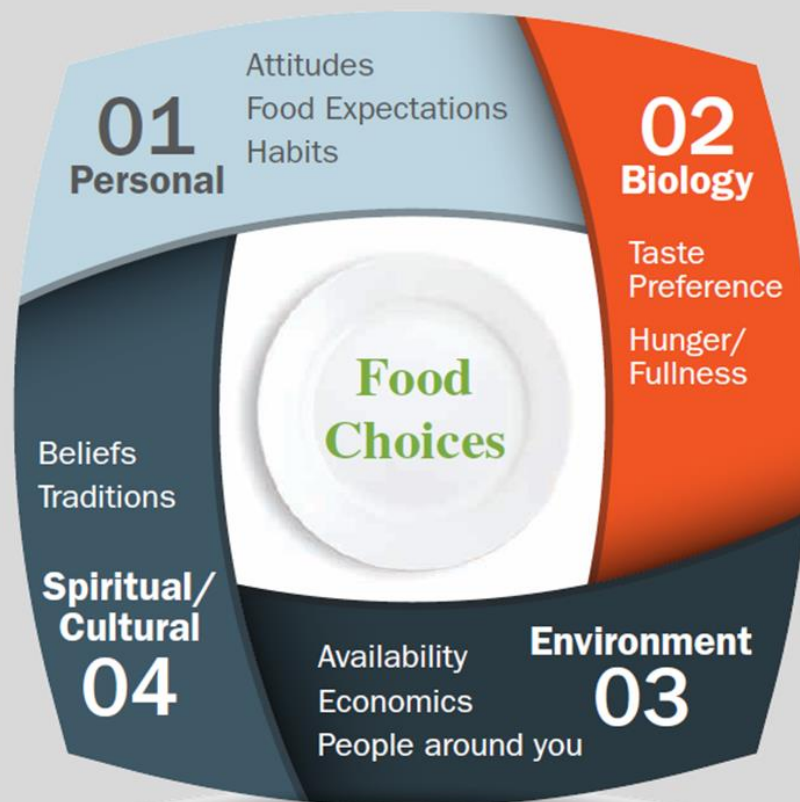 01
Personal
Attitudes
Food Expectations
Habits
02
Biology
Taste
Preference
Hunger/
Fullness
Food
Choices
Environment
03
Availability
Economics
People around you
Beliefs
Traditions
Spiritual/
Cultural
04